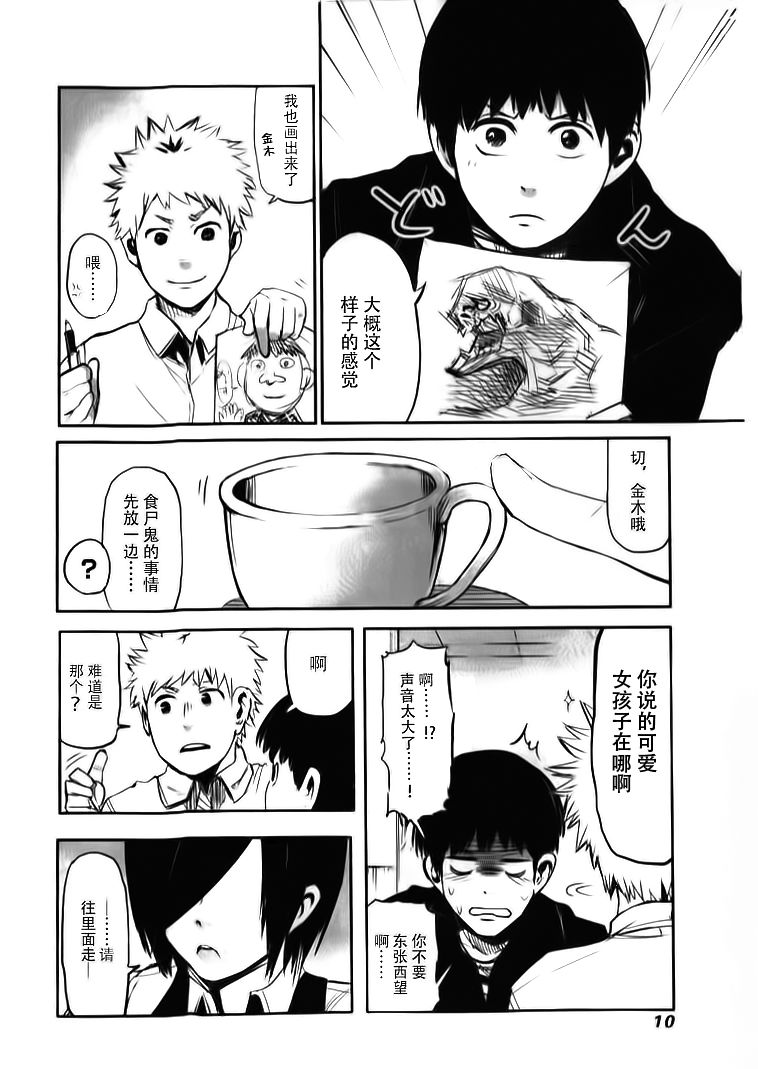 ど
ん
大概这个
样子的感觉
我也画出来了
金木
喂……
切，
金木哦
食尸鬼的事情
先放一边……
？
你说的可爱
女孩子在哪啊
啊……！？
声音太大了……！
你不要
东张西望
啊……
啊
难道是
那个？
………请
往里面走—
10